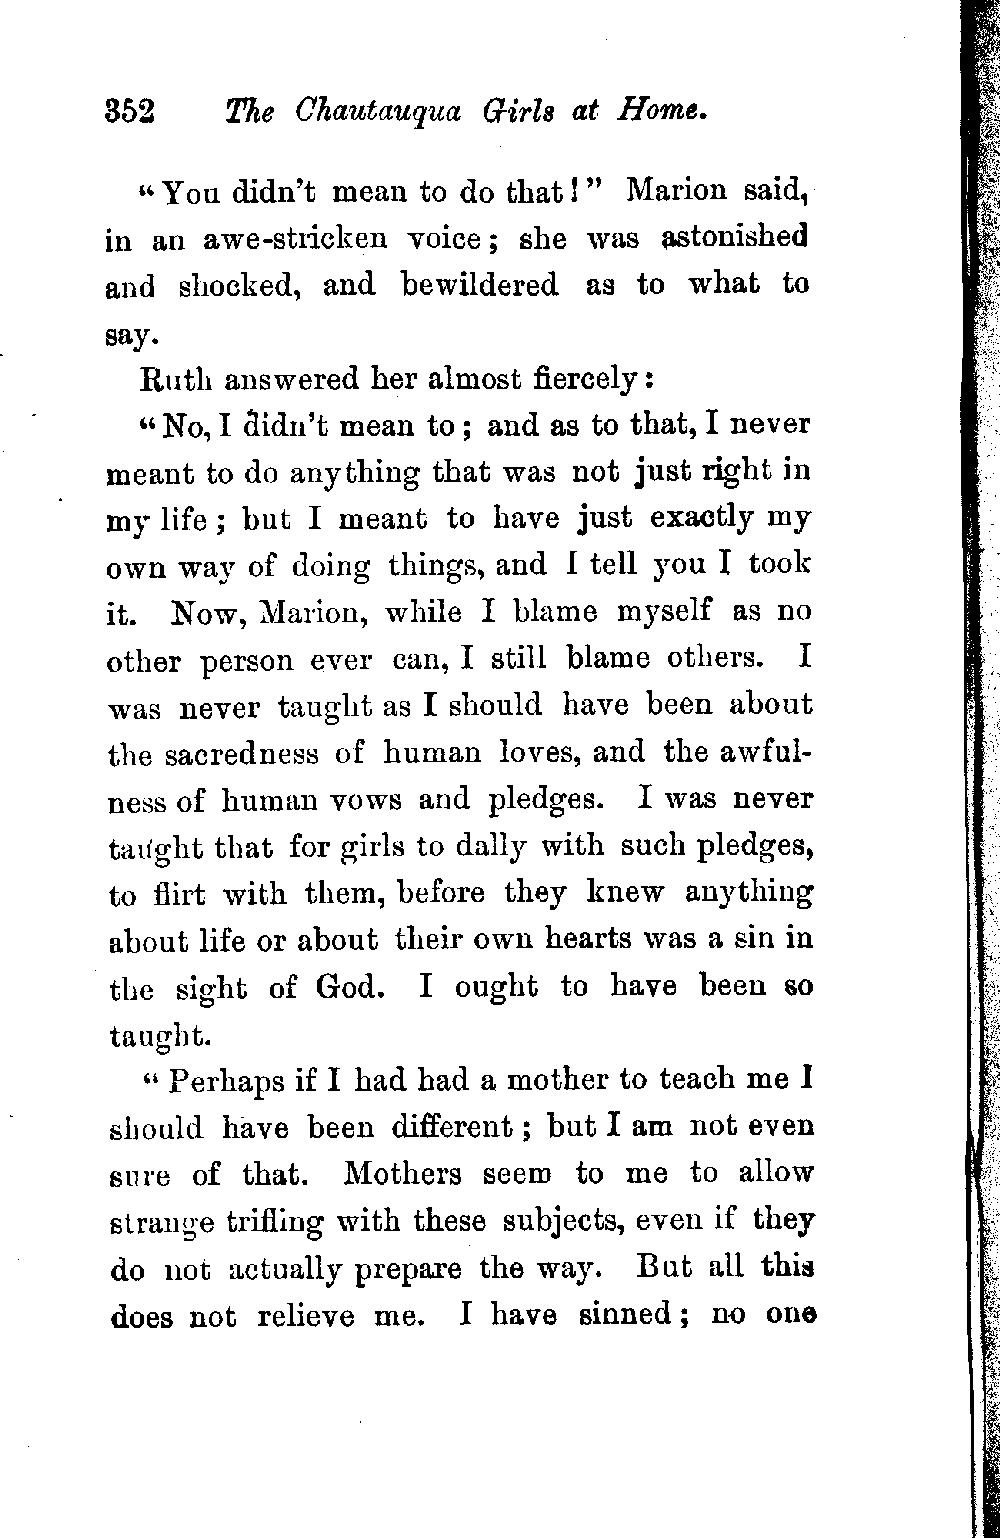 352 The Chautauqua Girls at Home.
“ You didn’t mean to do that! ” Marion said,
in an awe-stricken voice ; she was astonished
and shocked, and bewildered as to what to
say.
Ruth answered her almost fiercely :
“ No, I didn’t mean to ; and as to that, I never
meant to do anything that was not just right in
my life ; but I meant to have just exactly my
own way of doing things, and I tell you I took
it. Now, Marion, while I blame myself as no
other person ever can, I still blame others. I
was never taught as I should have been about
the sacredness of human loves, and the awful-
ness of human vows and pledges. I was never
taught that for girls to dally with such pledges,
to flirt with them, before they knew anything
about life or about their own hearts was a sin in
the sight of God. I ought to have been so
taught.
“ Perhaps if I had had a mother to teach me I
should have been different ; but I am not even
sure of that. Mothers seem to me to allow
strange trifling with these subjects, even if they
do not actually prepare the way. But all this
does not relieve me. I have sinned ; no one